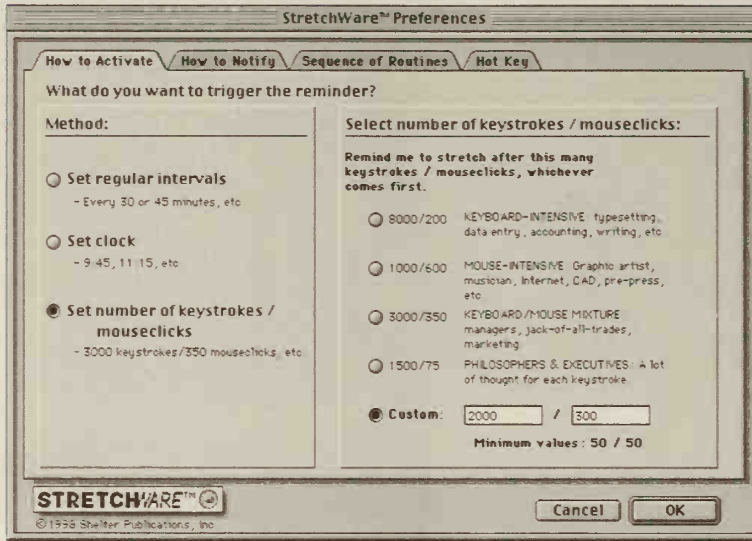 StretchWare™ Preferences
How to Activate
How to Notify
Sequence of Routines
Hot Key
What do you want to trigger the reminder?
Method:
Set regular intervals
- Every 30 or 45 minutes, etc
Set clock
- 9:45, 11:15, etc
Set number of keystrokes /
mouseclicks
- 3000 keystrokes/350 mouseclicks, etc
Select number of keystrokes / mouseclicks:
Remind me to stretch after this many
keystrokes / mouseclicks, whichever
comes first.
8000/200 KEYBOARD-INTENSIVE: typesetting,
data entry, accounting, writing, etc
1000/600 MOUSE-INTENSIVE: Graphic artist,
musician, Internet, CAD, pre-press,
etc
3000/350 KEYBOARD/MOUSE MIXTURE
managers, jack-of-all-trades,
marketing
1500/75 PHILOSOPHERS & EXECUTIVES: A lot
of thought for each keystroke
Custom: 2000 / 300
Minimum values: 50 / 50
STRETCHWARE™
©1996 Shelter Publications, Inc
Cancel
OK